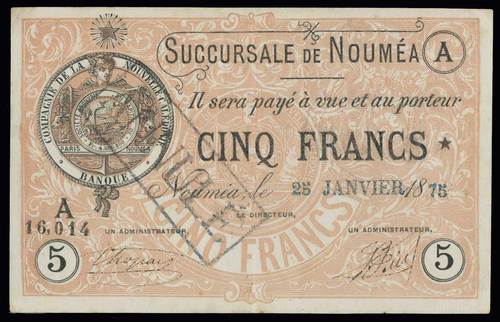 SUCCURSALE DE NOUMÉA A
COMPAGNIE DE LA NOUVELLE CALÉDONIE
PARIS NOUMÉA
BANQUE
Il sera payé à vue et au porteur
CINQ FRANCS
Nouméa, le 25 JANVIER 1875
A
16,014
LE DIRECTEUR,
UN ADMINISTRATEUR, UN ADMINISTRATEUR,
CINQ FRANCS
5 5